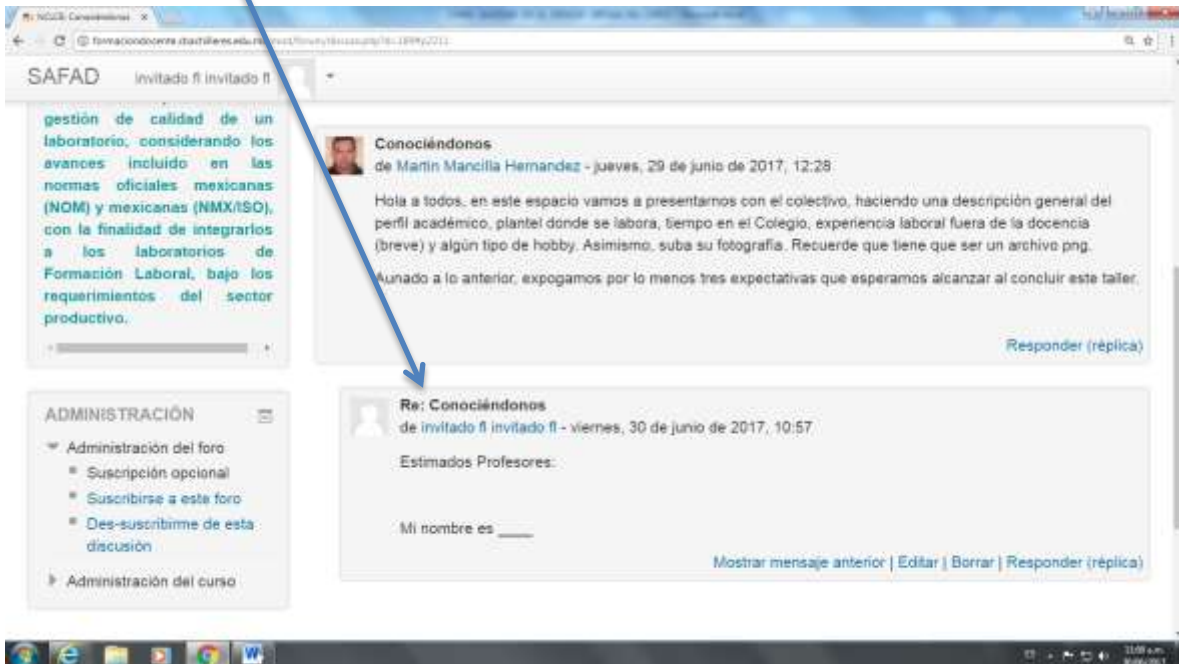 SAFAD invitado fl invitado fl
gestión de calidad de un
laboratorio, considerando los
avances incluido en las
normas oficiales mexicanas
(NOM) y mexicanas (NMX/ISO),
con la finalidad de integrarlos
a los laboratorios de
Formación Laboral, bajo los
requerimientos del sector
productivo.
ADMINISTRACIÓN
Administración del foro
Suscripción opcional
Suscribirse a este foro
Des-suscribirme de esta
discusión
Administración del curso
Conociéndonos
de Martin Mancilla Hernandez - jueves, 29 de junio de 2017, 12:28
Hola a todos, en este espacio vamos a presentarnos con el colectivo, haciendo una descripción general del
perfil académico, plantel donde se labora, tiempo en el Colegio, experiencia laboral fuera de la docencia
(breve) y algún tipo de hobby. Asimismo, suba su fotografía. Recuerde que tiene que ser un archivo png.
Aunado a lo anterior, expogamos por lo menos tres expectativas que esperamos alcanzar al concluir este taller.
Responder (réplica)
Re: Conociéndonos
de invitado fl invitado fl - viernes, 30 de junio de 2017, 10:57
Estimados Profesores:
Mi nombre es ____
Mostrar mensaje anterior | Editar | Borrar | Responder (réplica)